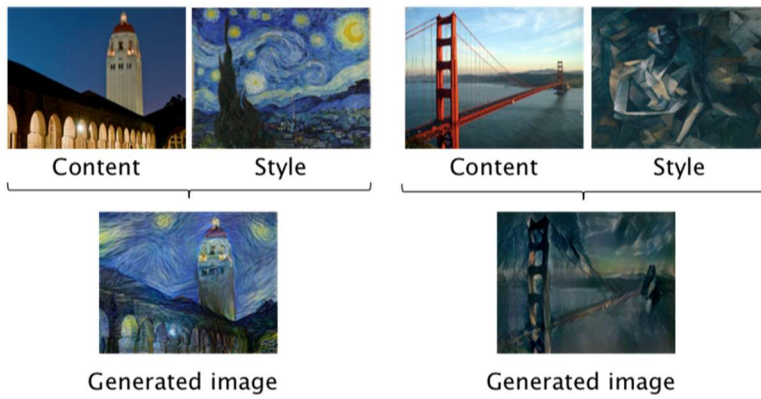 Content
Style
Content
Style
Generated image
Generated image